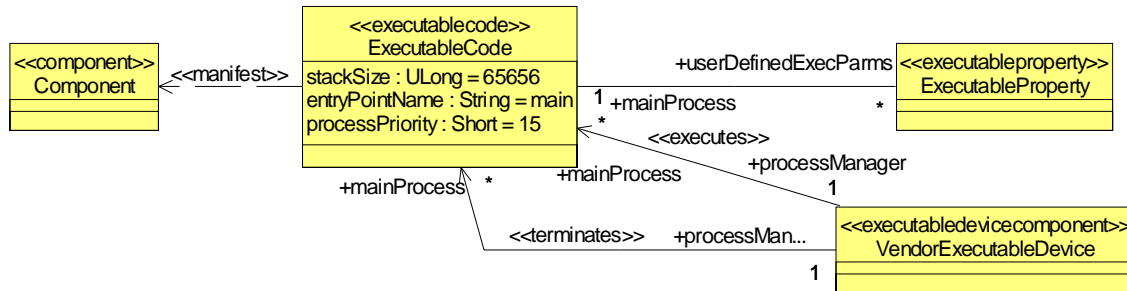 <<executablecode>>
ExecutableCode
stackSize : ULong = 65656
entryPointName : String = main
processPriority : Short = 15
<<component>>
Component
<<manifest>>
+userDefinedExecParms
<<executableproperty>>
ExecutableProperty
1
+mainProcess
*
*
<<executes>>
+processManager
+mainProcess
1
+mainProcess
*
<<terminates>>
+processMan...
1
<<executabledevicecomponent>>
VendorExecutableDevice